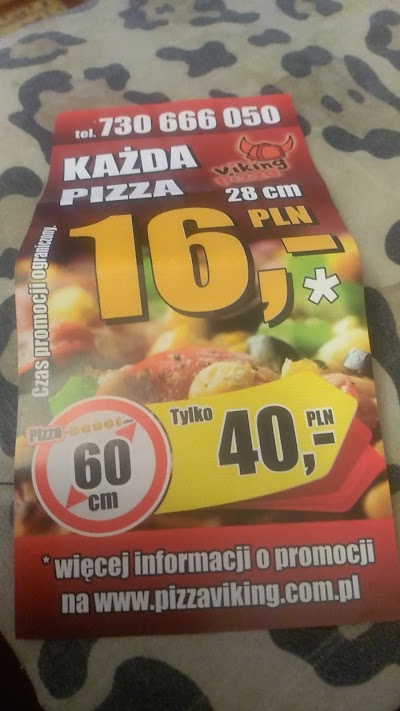 tel. 730 666 050
KAŻDA
PIZZA
viking
pizza
28 cm
16,-*
PLN
Czas promocji ograniczony.
Pizza
60
cm
Tylko
40,-
PLN
* więcej informacji o promocji
na www.pizzaviking.com.pl